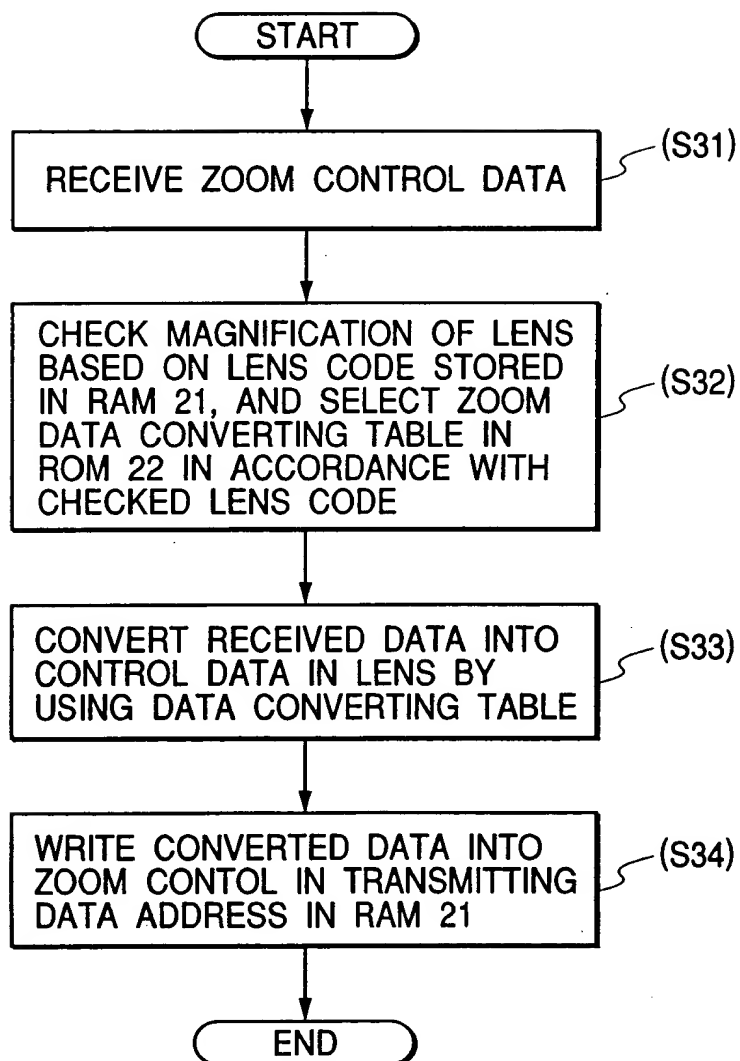 START
RECEIVE ZOOM CONTROL DATA
(S31)
CHECK MAGNIFICATION OF LENS
BASED ON LENS CODE STORED
IN RAM 21, AND SELECT ZOOM
DATA CONVERTING TABLE IN
ROM 22 IN ACCORDANCE WITH
CHECKED LENS CODE
(S32)
CONVERT RECEIVED DATA INTO
CONTROL DATA IN LENS BY
USING DATA CONVERTING TABLE
(S33)
WRITE CONVERTED DATA INTO
ZOOM CONTOL IN TRANSMITTING
DATA ADDRESS IN RAM 21
(S34)
END